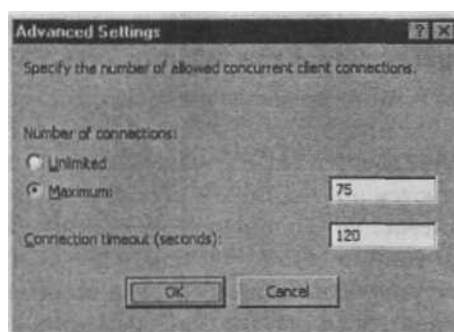 Advanced Settings
Specify the number of allowed concurrent client connections.
Number of connections:
Unlimited
Maximum: 75
Connection timeout (seconds): 120
OK Cancel